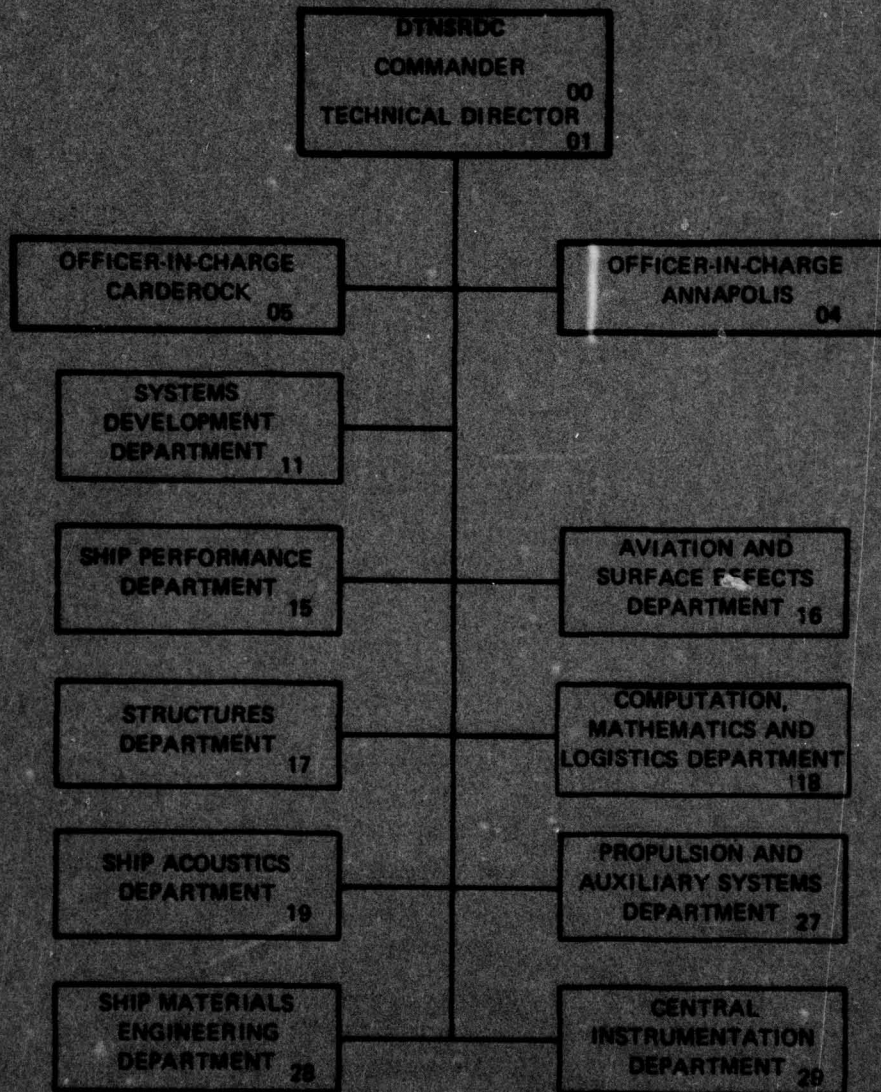 DTNSRDC
COMMANDER
00
TECHNICAL DIRECTOR
01
OFFICER-IN-CHARGE
CARDEROCK
05
OFFICER-IN-CHARGE
ANNAPOLIS
04
SYSTEMS
DEVELOPMENT
DEPARTMENT
11
SHIP PERFORMANCE
DEPARTMENT
15
AVIATION AND
SURFACE EFFECTS
DEPARTMENT
16
STRUCTURES
DEPARTMENT
17
COMPUTATION,
MATHEMATICS AND
LOGISTICS DEPARTMENT
18
SHIP ACOUSTICS
DEPARTMENT
19
PROPULSION AND
AUXILIARY SYSTEMS
DEPARTMENT
27
SHIP MATERIALS
ENGINEERING
DEPARTMENT
28
CENTRAL
INSTRUMENTATION
DEPARTMENT
29